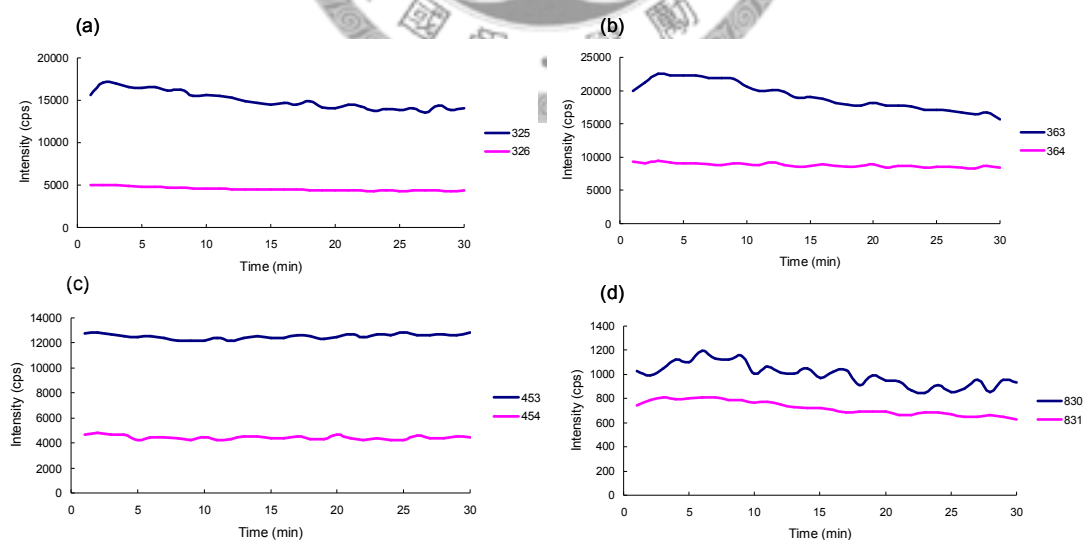 (a)
20000
15000
10000
5000
0
Intensity (cps)
0 5 10 15 20 25 30
Time (min)
325
326
(b)
25000
20000
15000
10000
5000
0
Intensity (cps)
0 5 10 15 20 25 30
Time (min)
363
364
(c)
14000
12000
10000
8000
6000
4000
2000
0
Intensity (cps)
0 5 10 15 20 25 30
Time (min)
453
454
(d)
1400
1200
1000
800
600
400
200
0
Intensity (cps)
0 5 10 15 20 25 30
Time (min)
830
831